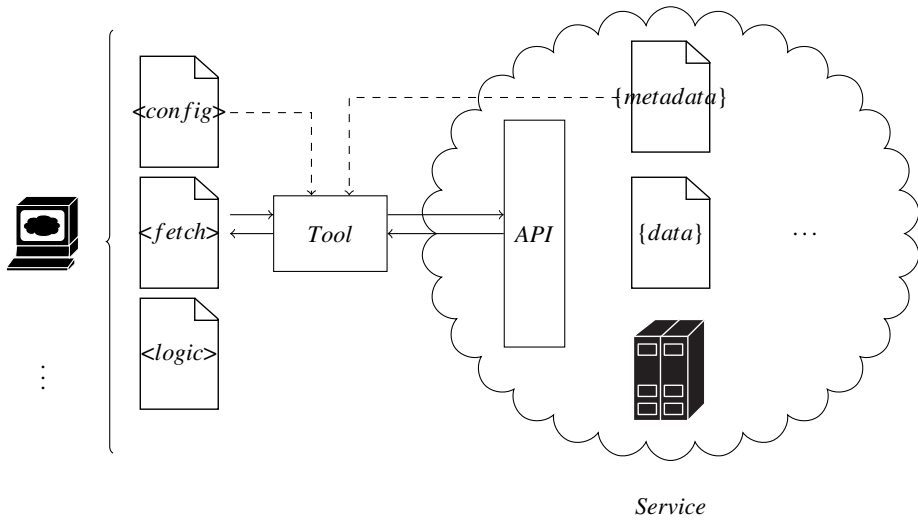 <config>
{metadata}
<fetch>
Tool
API
{data}
...
<logic>
⋮
Service